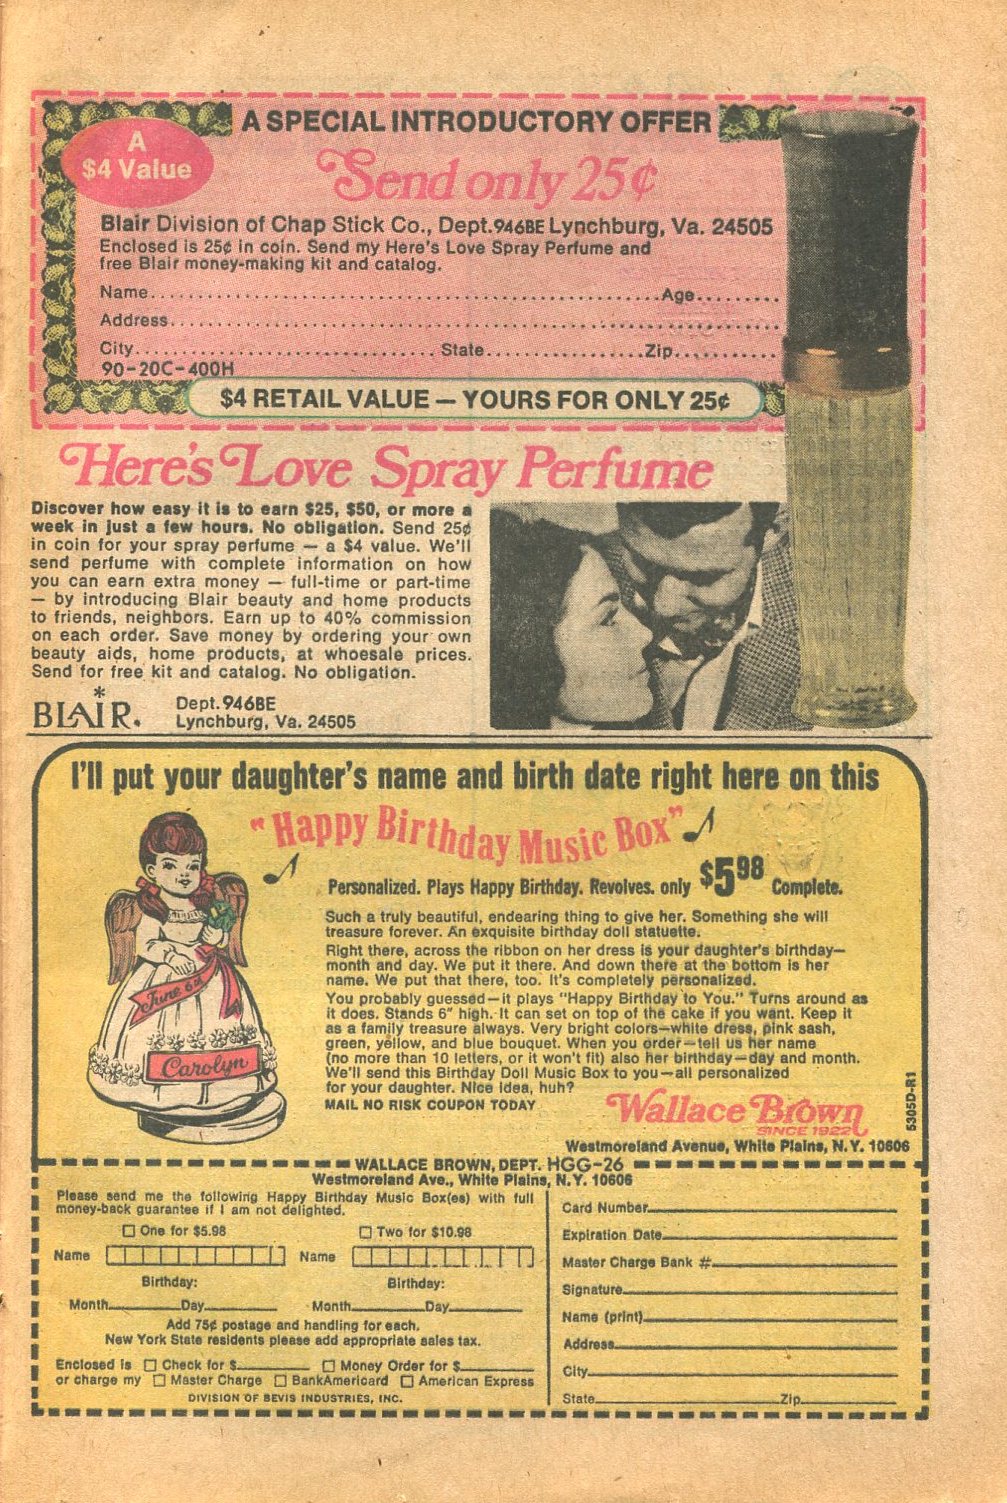 A SPECIAL INTRODUCTORY OFFER
A
$4 Value
Send only 25¢
Blair Division of Chap Stick Co., Dept.946BE Lynchburg, Va. 24505
Enclosed is 25¢ in coin. Send my Here's Love Spray Perfume and
free Blair money-making kit and catalog.
Name Age
Address
City State Zip
90-20C-400H
$4 RETAIL VALUE — YOURS FOR ONLY 25¢
Here's Love Spray Perfume
Discover how easy it is to earn $25, $50, or more a
week in just a few hours. No obligation. Send 25¢
in coin for your spray perfume — a $4 value. We'll
send perfume with complete information on how
you can earn extra money — full-time or part-time
— by introducing Blair beauty and home products
to friends, neighbors. Earn up to 40% commission
on each order. Save money by ordering your own
beauty aids, home products, at whoesale prices.
Send for free kit and catalog. No obligation.
BLAIR. Dept.946BE
Lynchburg, Va. 24505
I'll put your daughter's name and birth date right here on this
"Happy Birthday Music Box"
Personalized. Plays Happy Birthday. Revolves. only $5.98 Complete.
Such a truly beautiful, endearing thing to give her. Something she will
treasure forever. An exquisite birthday doll statuette.
Right there, across the ribbon on her dress is your daughter's birthday—
month and day. We put it there. And down there at the bottom is her
name. We put that there, too. It's completely personalized.
You probably guessed—it plays "Happy Birthday to You." Turns around as
it does. Stands 6" high. It can set on top of the cake if you want. Keep it
as a family treasure always. Very bright colors—white dress, pink sash,
green, yellow, and blue bouquet. When you order—tell us her name
(no more than 10 letters, or it won't fit) also her birthday—day and month.
We'll send this Birthday Doll Music Box to you—all personalized
for your daughter. Nice idea, huh?
MAIL NO RISK COUPON TODAY
June 6th
Carolyn
Wallace Brown
SINCE 1922
Westmoreland Avenue, White Plains, N.Y. 10606
5305D-R1
WALLACE BROWN, DEPT. HGG-26
Westmoreland Ave., White Plains, N.Y. 10606
Please send me the following Happy Birthday Music Box(es) with full
money-back guarantee if I am not delighted.
One for $5.98 Two for $10.98
Name Name
Birthday: Birthday:
Month Day Month Day
Add 75¢ postage and handling for each.
New York State residents please add appropriate sales tax.
Enclosed is Check for $ Money Order for $
or charge my Master Charge BankAmericard American Express
DIVISION OF BEVIS INDUSTRIES, INC.
Card Number
Expiration Date
Master Charge Bank #
Signature
Name (print)
Address
City
State Zip